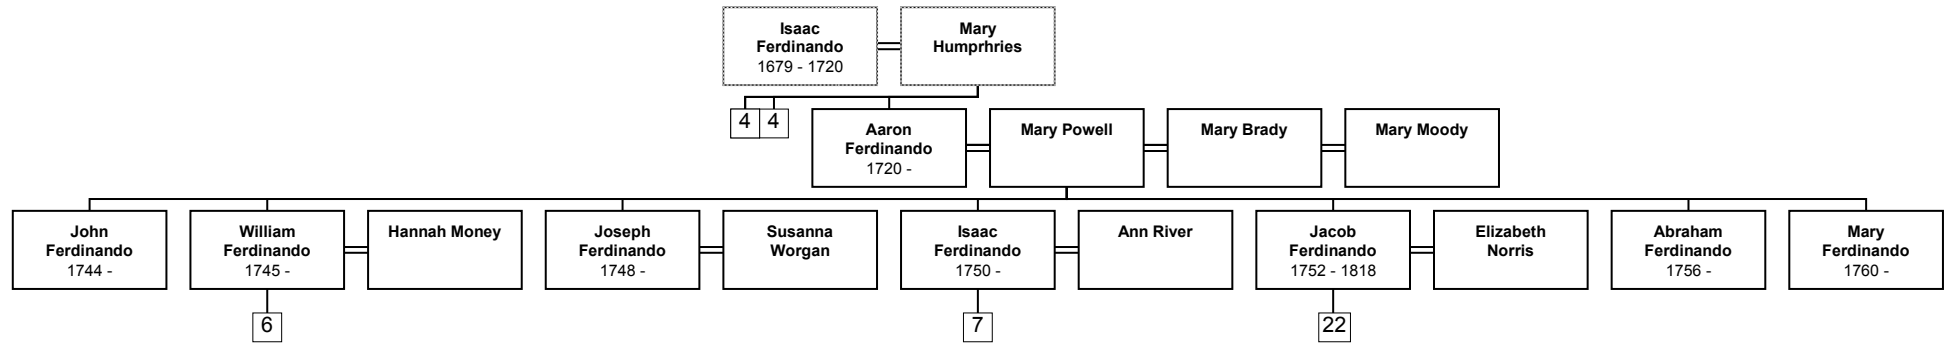 Isaac
Ferdinando
1679 - 1720
Mary
Humprhries
4
4
Aaron
Ferdinando
1720 -
Mary Powell
Mary Brady
Mary Moody
John
Ferdinando
1744 -
William
Ferdinando
1745 -
Hannah Money
Joseph
Ferdinando
1748 -
Susanna
Worgan
Isaac
Ferdinando
1750 -
Ann River
Jacob
Ferdinando
1752 - 1818
Elizabeth
Norris
Abraham
Ferdinando
1756 -
Mary
Ferdinando
1760 -
6
7
22